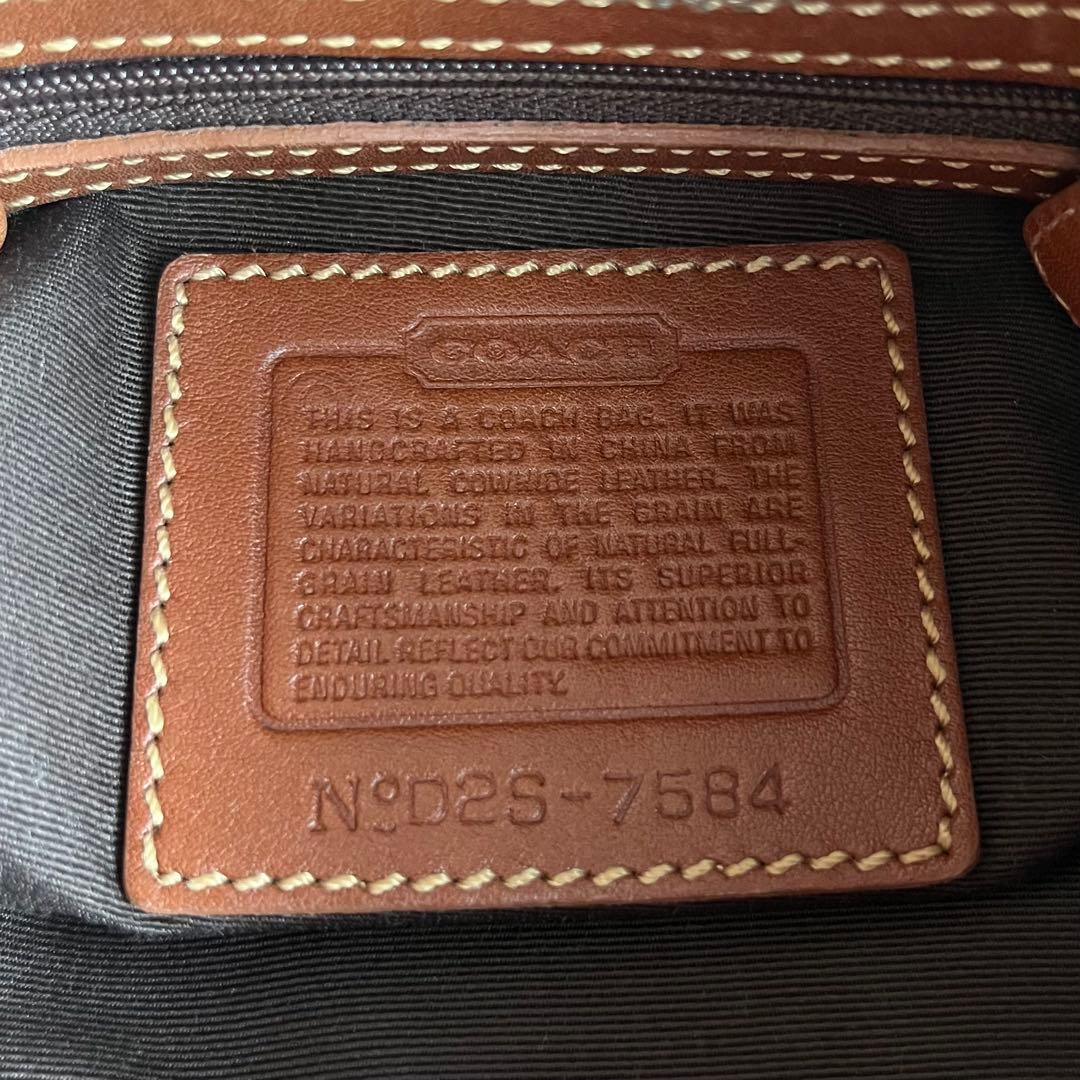 COACH
THIS IS A COACH BAG. IT WAS
HANDCRAFTED IN CHINA FROM
NATURAL COWHIDE LEATHER. THE
VARIATIONS IN THE GRAIN ARE
CHARACTERISTIC OF NATURAL FULL-
GRAIN LEATHER. ITS SUPERIOR
CRAFTSMANSHIP AND ATTENTION TO
DETAIL REFLECT OUR COMMITMENT TO
ENDURING QUALITY.
NºD2S-7584